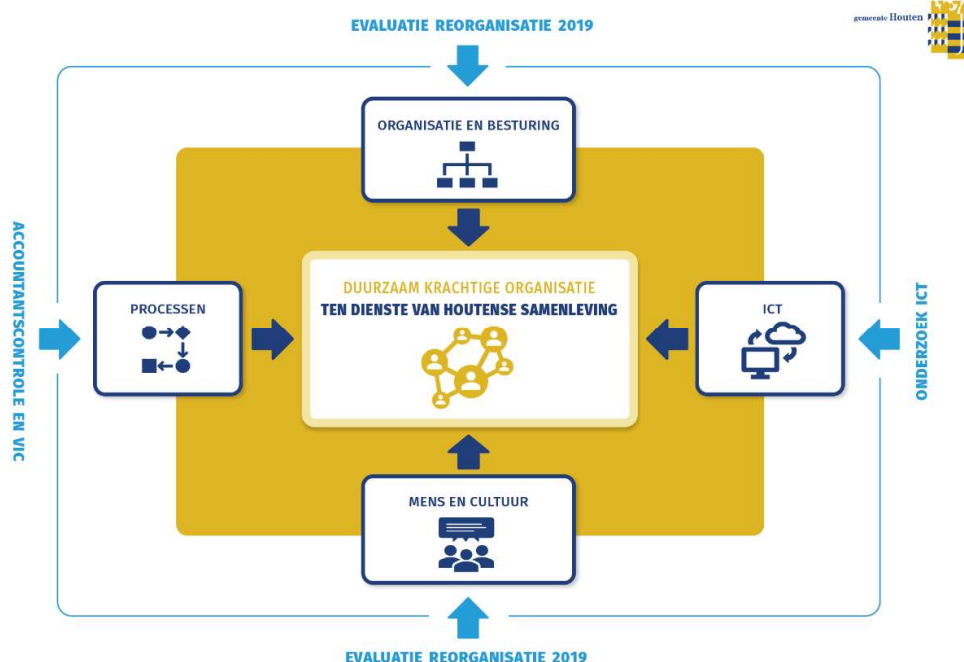 EVALUATIE REORGANISATIE 2019
gemeente Houten
ORGANISATIE EN BESTURING
ACCOUNTANTSCONTROLE EN VIC
PROCESSEN
DUURZAAM KRACHTIGE ORGANISATIE
TEN DIENSTE VAN HOUTENSE SAMENLEVING
ICT
ONDERZOEK ICT
MENS EN CULTUUR
EVALUATIE REORGANISATIE 2019